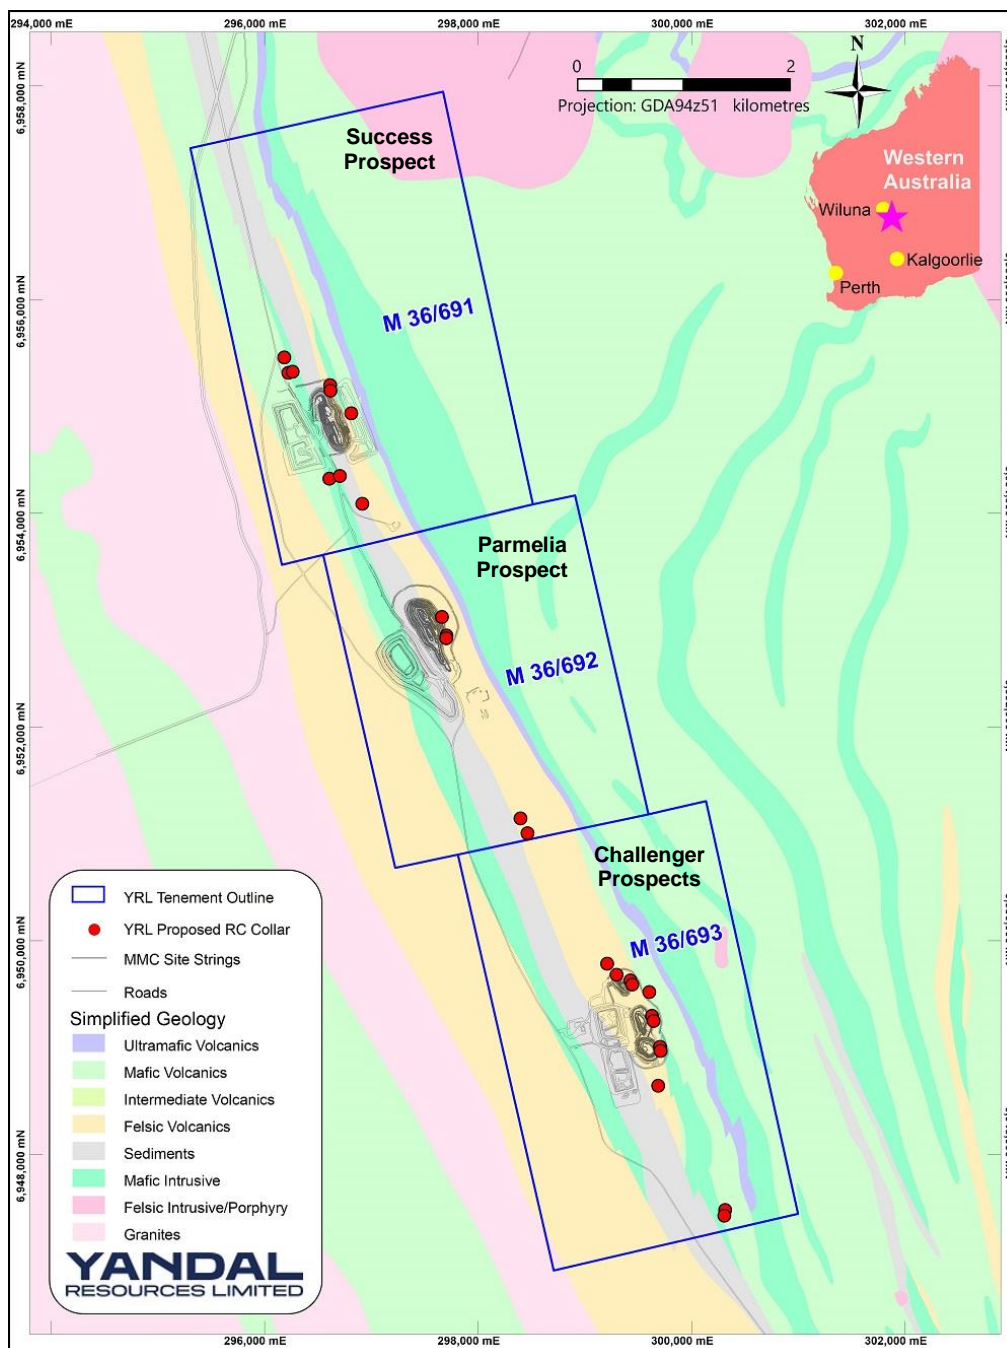 294,000 mE
296,000 mE
298,000 mE
300,000 mE
302,000 mE
6,958,000 mN
6,956,000 mN
6,954,000 mN
6,952,000 mN
6,950,000 mN
6,948,000 mN
0 2
Projection: GDA94z51 kilometres
N
Western
Australia
Wiluna
Kalgoorlie
Perth
Success
Prospect
M 36/691
Parmelia
Prospect
M 36/692
Challenger
Prospects
M 36/693
YRL Tenement Outline
YRL Proposed RC Collar
MMC Site Strings
Roads
Simplified Geology
Ultramafic Volcanics
Mafic Volcanics
Intermediate Volcanics
Felsic Volcanics
Sediments
Mafic Intrusive
Felsic Intrusive/Porphyry
Granites
YANDAL
RESOURCES LIMITED
296,000 mE
298,000 mE
300,000 mE
302,000 mE